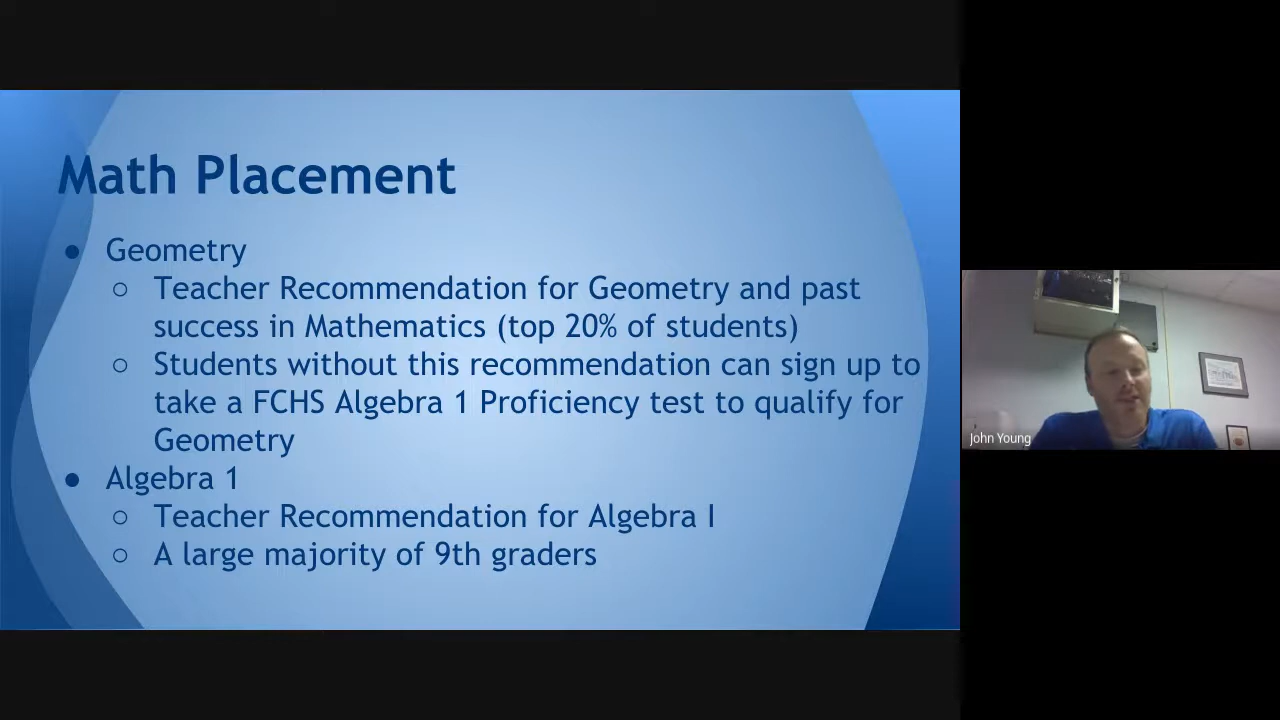 Math Placement
● Geometry
○ Teacher Recommendation for Geometry and past
success in Mathematics (top 20% of students)
○ Students without this recommendation can sign up to
take a FCHS Algebra 1 Proficiency test to qualify for
Geometry
● Algebra 1
○ Teacher Recommendation for Algebra I
○ A large majority of 9th graders
John Young